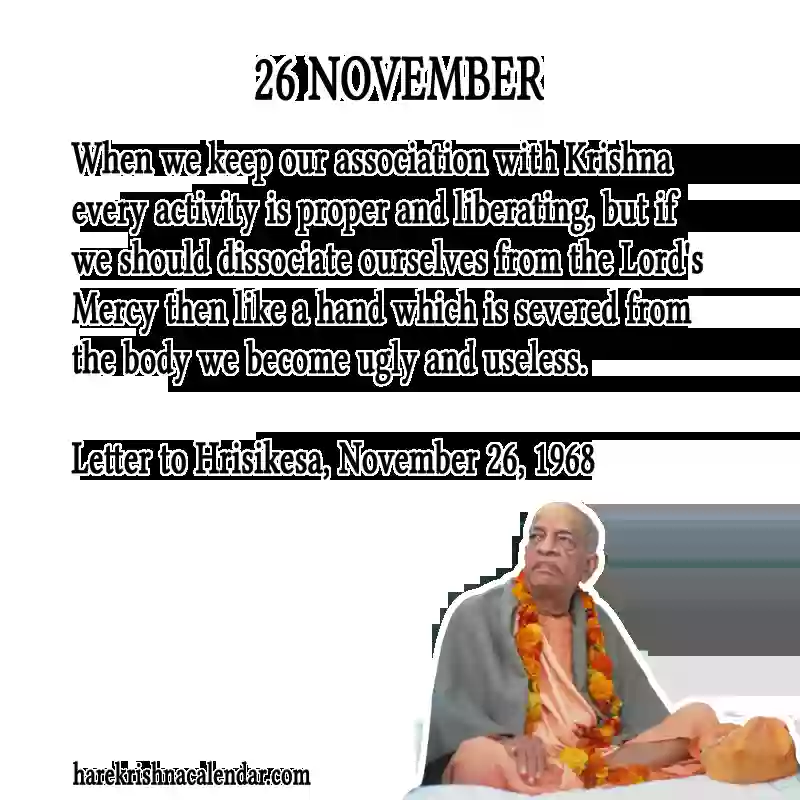 26 NOVEMBER
When we keep our association with Krishna
every activity is proper and liberating, but if
we should dissociate ourselves from the Lord's
Mercy then like a hand which is severed from
the body we become ugly and useless.
Letter to Hrisikesa, November 26, 1968
harekrishnacalendar.com